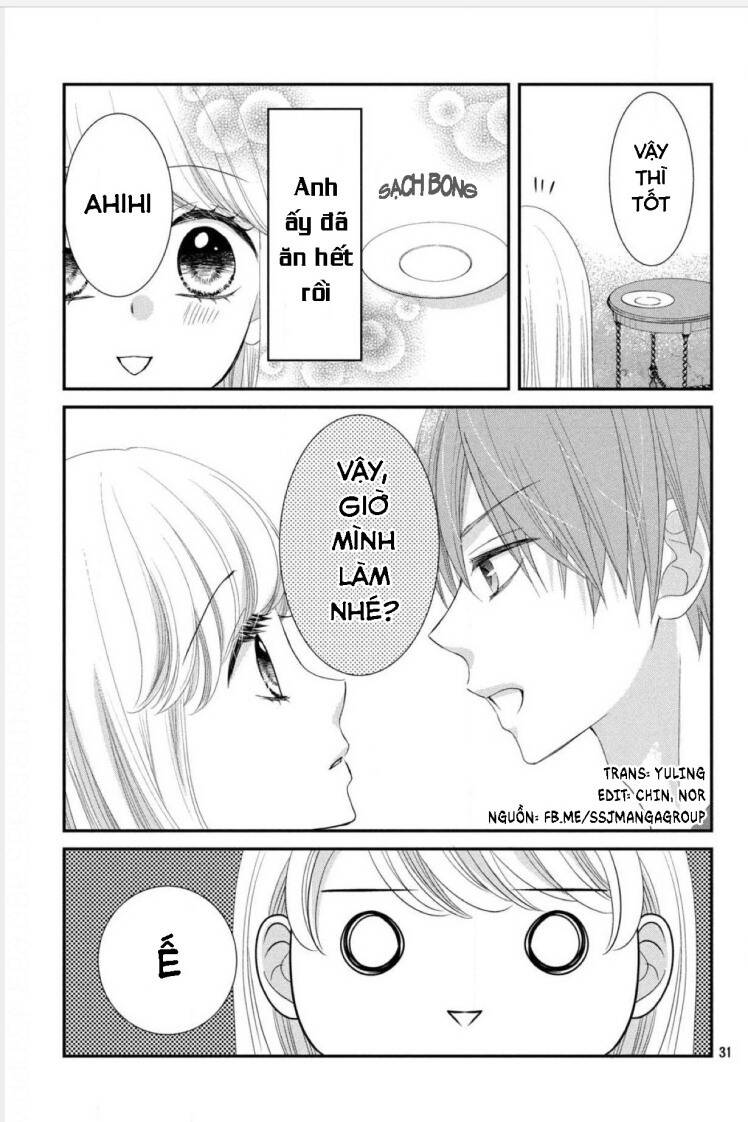 VẬY
THÌ
TỐT
SẠCH BONG
Anh
ấy đã
ăn hết
rồi
AHIHI
VẬY,
GIỜ
MÌNH
LÀM
NHÉ?
TRANS: YULING
EDIT: CHIN, NOR
NGUỒN: FB.ME/SSJMANGAGROUP
Ế
31